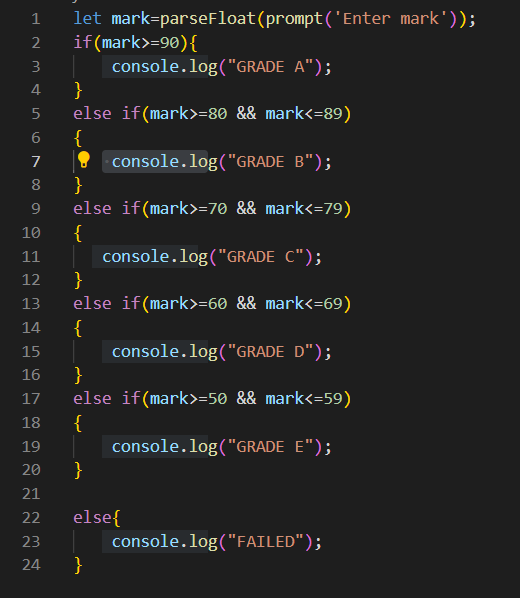 1 let mark=parseFloat(prompt('Enter mark'));
2 if(mark>=90){
3     console.log("GRADE A");
4 }
5 else if(mark>=80 && mark<=89)
6 {
7     console.log("GRADE B");
8 }
9 else if(mark>=70 && mark<=79)
10 {
11    console.log("GRADE C");
12 }
13 else if(mark>=60 && mark<=69)
14 {
15     console.log("GRADE D");
16 }
17 else if(mark>=50 && mark<=59)
18 {
19     console.log("GRADE E");
20 }
21
22 else{
23     console.log("FAILED");
24 }